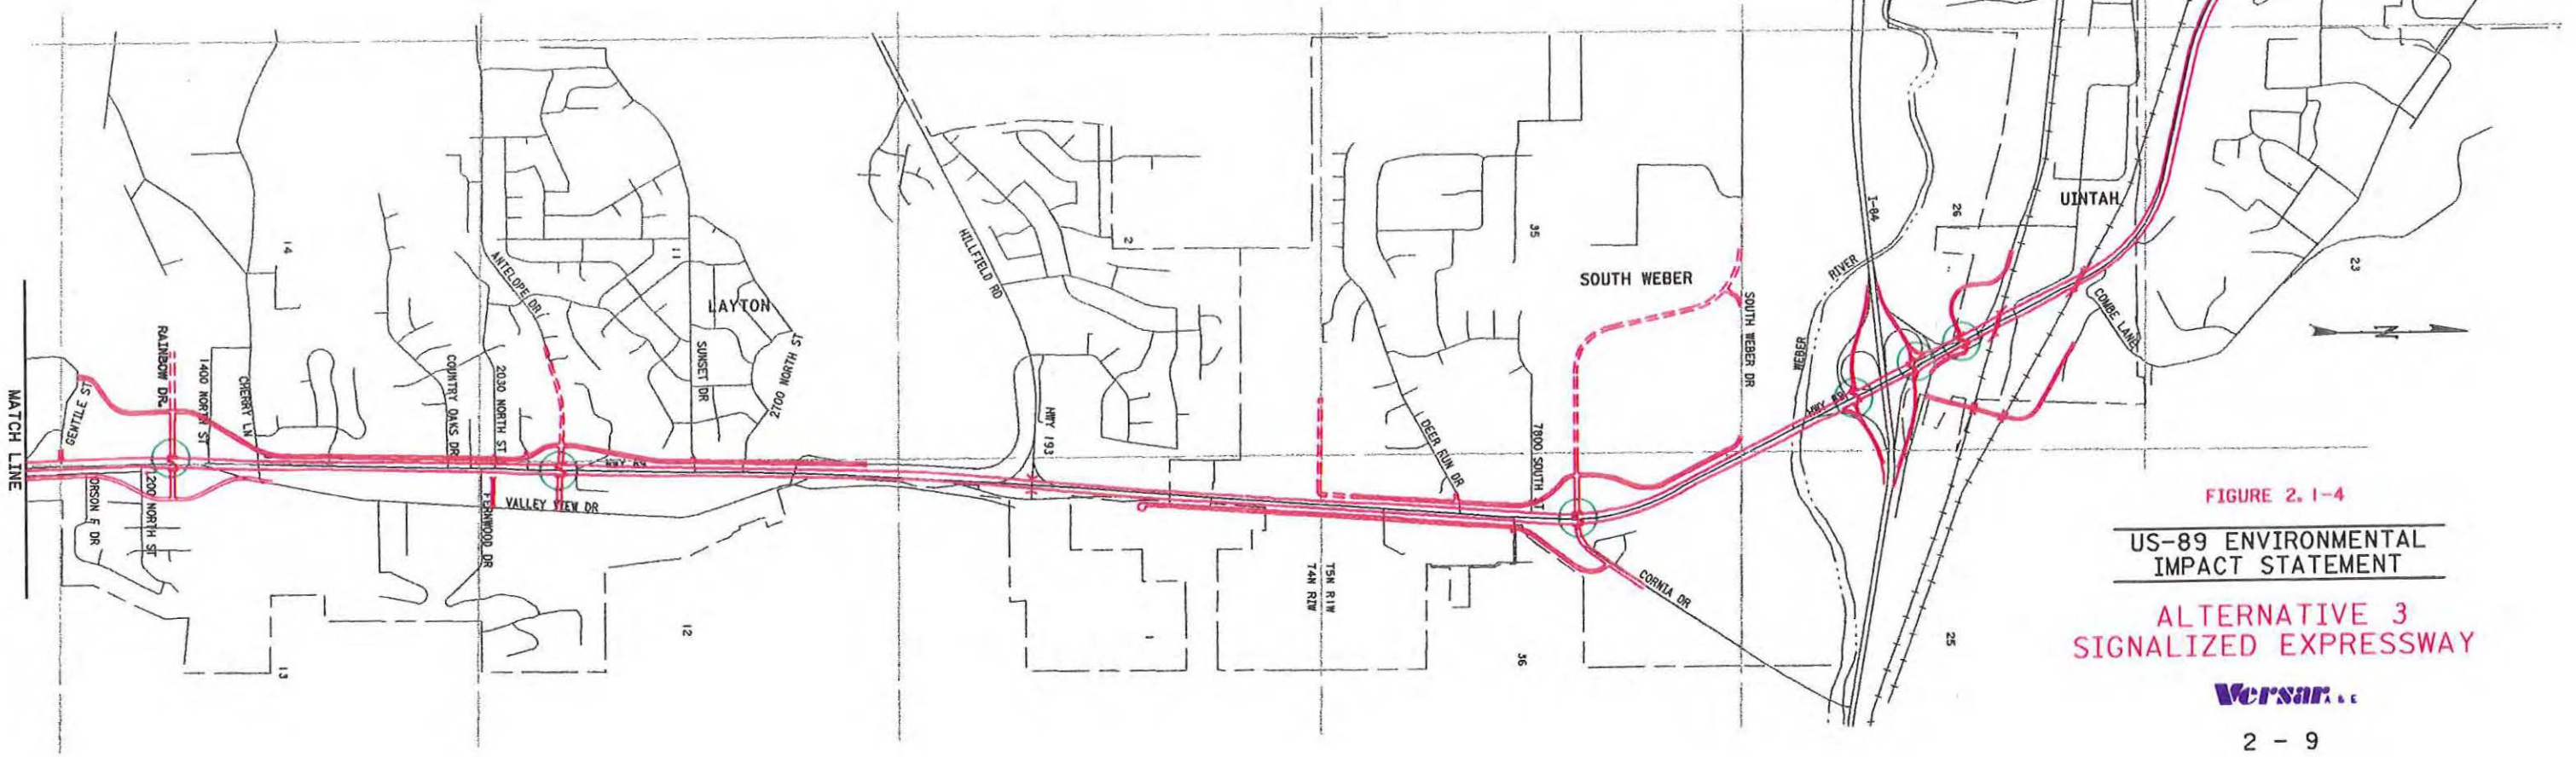 MATCH LINE
GENTILE ST
RAINBOW DR.
1400 NORTH ST
CHERRY LN
14
ORSON F DR
1200 NORTH ST
13
COUNTRY OAKS DR
2030 NORTH ST
ANTELOPE DR
11
LAYTON
SUNSET DR
2700 NORTH ST
HWY 89
FERNWOOD DR
VALLEY VIEW DR
12
HILLFIELD RD
HWY 193
2
1
T5N R1W
T4N R1W
DEER RUN DR
7800 SOUTH ST
35
SOUTH WEBER
SOUTH WEBER DR
CORNIA DR
36
WEBER
RIVER
HWY 89
I-84
26
25
UINTAH
COMBE LANE
23
N
FIGURE 2.1-4
US-89 ENVIRONMENTAL
IMPACT STATEMENT
ALTERNATIVE 3
SIGNALIZED EXPRESSWAY
Versar A & E
2 - 9